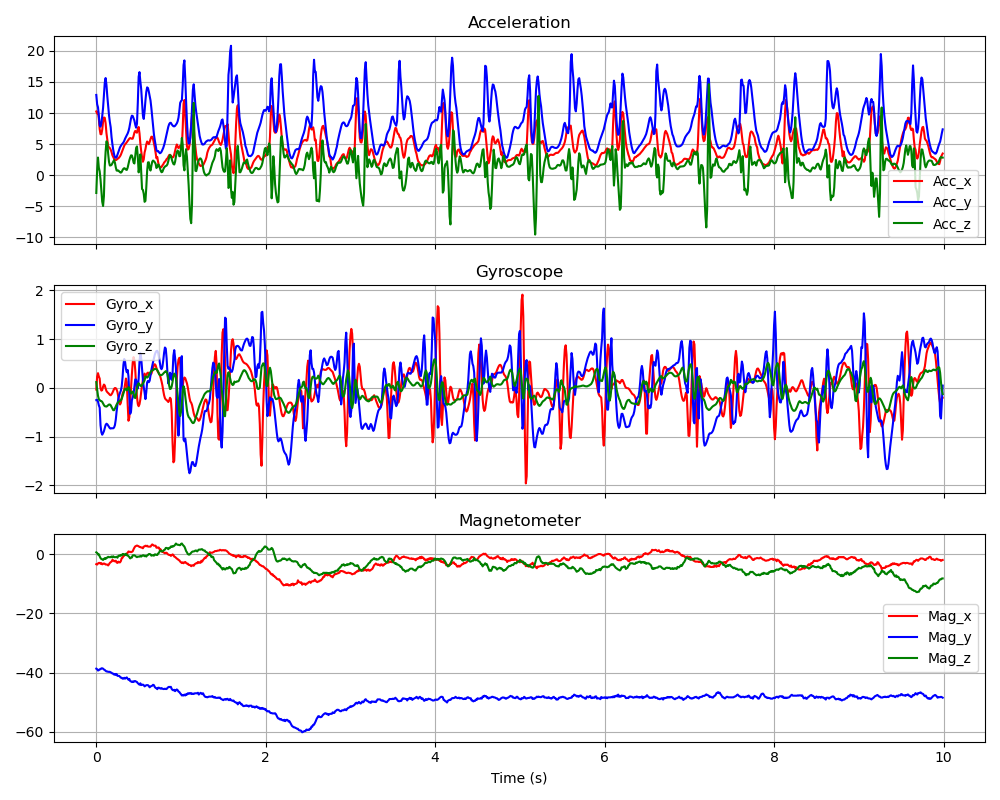 Acceleration
20
15
10
5
0
−5
−10
Acc_x
Acc_y
Acc_z
Gyroscope
2
1
0
−1
−2
Gyro_x
Gyro_y
Gyro_z
Magnetometer
0
−20
−40
−60
Mag_x
Mag_y
Mag_z
0 2 4 6 8 10
Time (s)